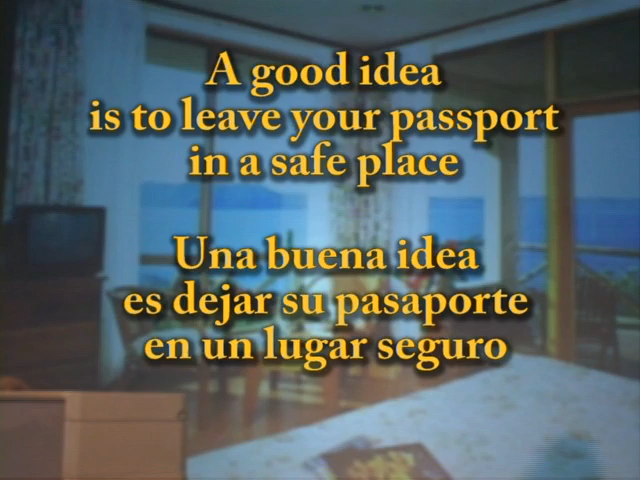 A good idea
is to leave your passport
in a safe place
Una buena idea
es dejar su pasaporte
en un lugar seguro